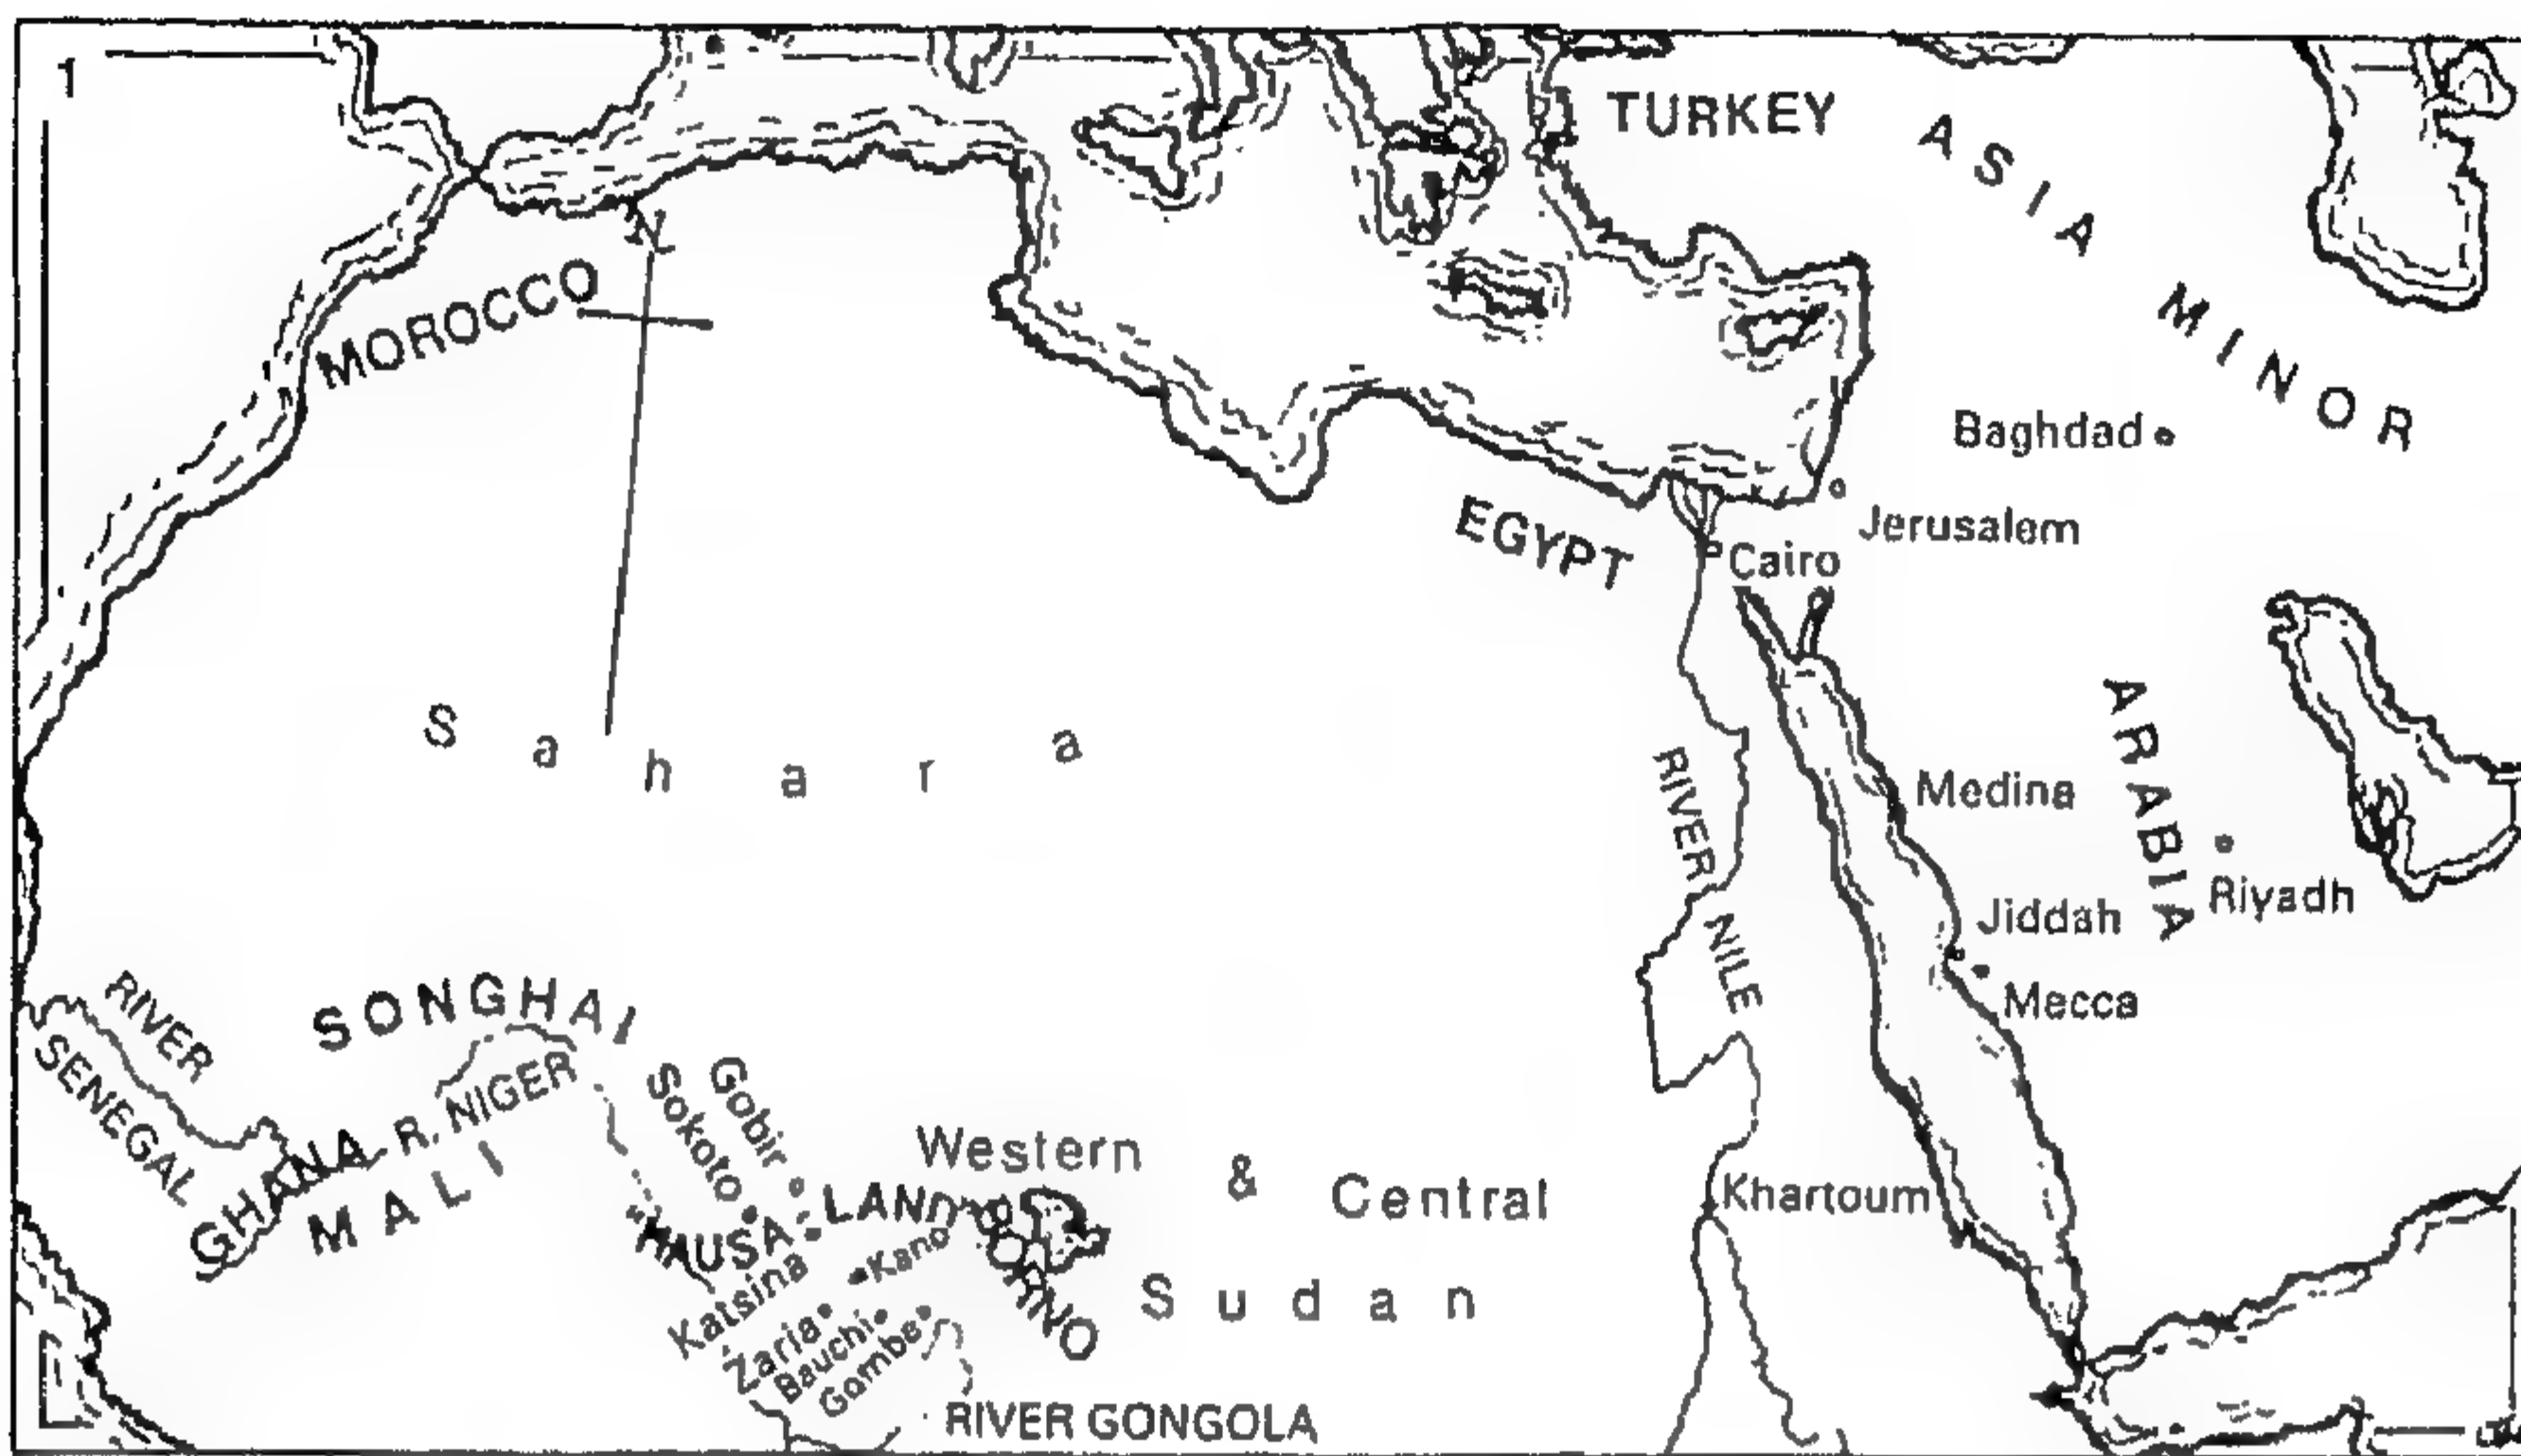 1
TURKEY
ASIA MINOR
N
MOROCCO
Baghdad
Jerusalem
EGYPT
Cairo
Sahara
ARABIA
RIVER NILE
Medina
Riyadh
Jiddah
Mecca
RIVER SENEGAL
SONGHAI
R. NIGER
GHANA
MALI
Gobir
Sokoto
Western & Central Sudan
Khartoum
HAUSA LAND
BORNO
Katsina
Kano
Zaria
Bauchi
Gombe
RIVER GONGOLA